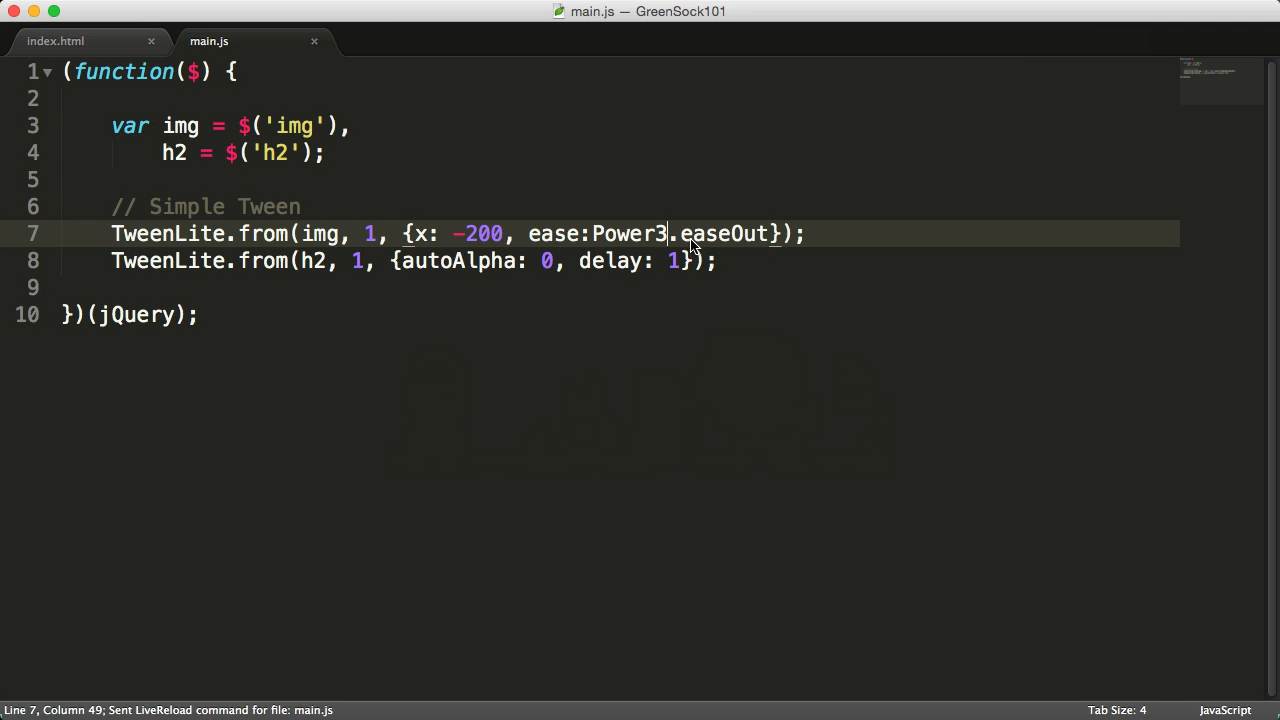 main.js — GreenSock101
index.html × main.js ×
1 (function($) {
2
3 var img = $('img'),
4 h2 = $('h2');
5
6 // Simple Tween
7 TweenLite.from(img, 1, {x: -200, ease:Power3.easeOut});
8 TweenLite.from(h2, 1, {autoAlpha: 0, delay: 1});
9
10 })(jQuery);
Line 7, Column 49; Sent LiveReload command for file: main.js Tab Size: 4 JavaScript